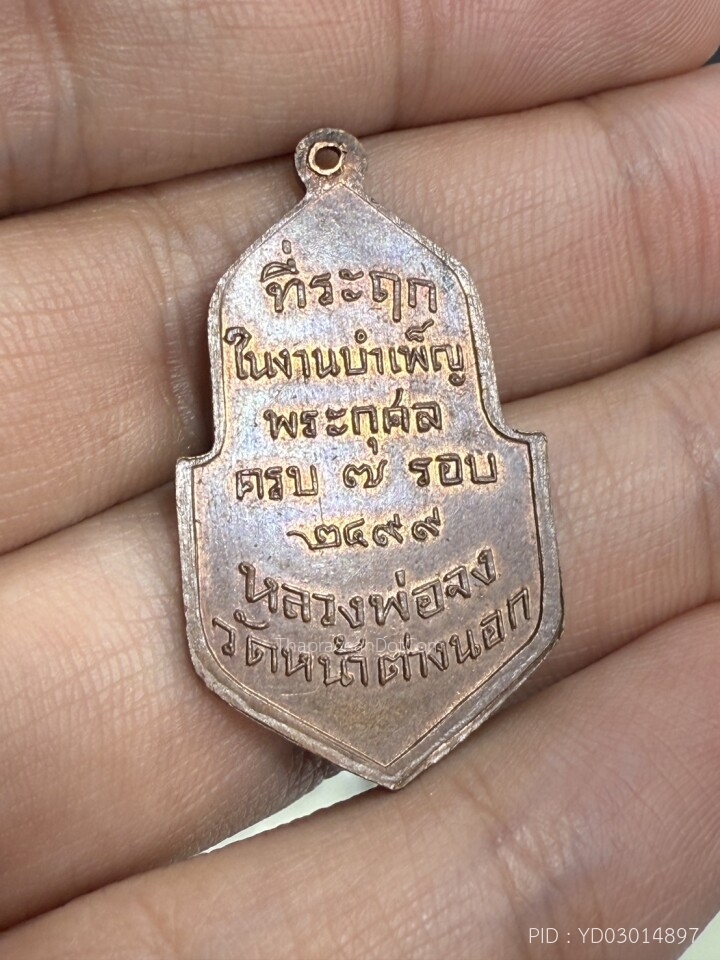 ที่ระฤก
ในงานบำเพ็ญ
พระกุศล
ครบ ๗ รอบ
๒๔๙๙
หลวงพ่อจง
วัดหน้าต่างนอก
ThaprachanDotCom
PID : YD03014897